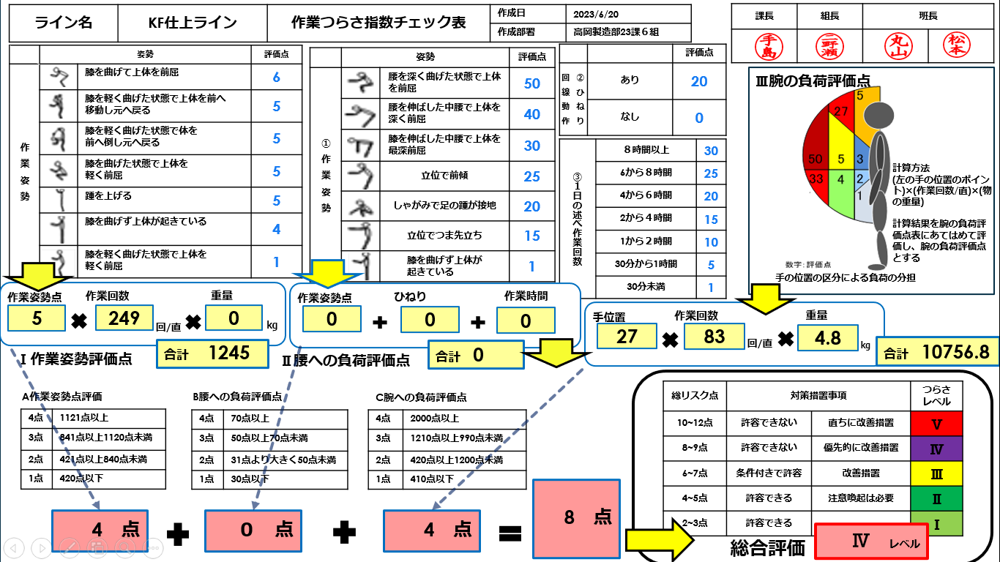 ライン名
KF仕上ライン
作業つらさ指数チェック表
作成日
2023/6/20
作成部署
高岡製造部23課６組
課長
組長
班長
手島
二野瀬
丸山
松本
姿勢
評価点
作業姿勢
膝を曲げて上体を前屈
6
膝を軽く曲げた状態で上体を前へ
移動し元へ戻る
5
膝を軽く曲げた状態で体を
前へ倒し元へ戻る
5
膝を曲げた状態で上体を
軽く前屈
5
踵を上げる
5
膝を曲げず上体が起きている
4
膝を軽く曲げた状態で上体を
軽く前屈
1
姿勢
評価点
①作業姿勢
腰を深く曲げた状態で上体
を前屈
50
腰を伸ばした中腰で上体を
深く前屈
40
膝を伸ばした中腰で上体を
最深前屈
30
立位で前傾
25
しゃがみで足の踵が接地
20
立位でつま先立ち
15
膝を曲げず上体が
起きている
1
評価点
②ひねり
回線動作
あり
20
なし
0
③１日の述べ作業回数
８時間以上
30
6から８時間
25
4から６時間
20
2から４時間
15
1から２時間
10
30分から1時間
5
30分未満
1
Ⅲ腕の負荷評価点
5
27
50
5
3
33
4
2
1
計算方法
(左の手の位置のポイン
ト)×(作業回数/直)×(物
の重量)
計算結果を腕の負荷評
価点表にあてはめて評
価し、腕の負荷評価点
とする
数字：評価点
手の位置の区分による負荷の分担
作業姿勢点
作業回数
重量
5
✖
249
回/直
✖
0
kg
合計 1245
Ⅰ作業姿勢評価点
作業姿勢点
ひねり
作業時間
0
+
0
+
0
合計 0
Ⅱ腰への負荷評価点
手位置
作業回数
重量
27
✖
83
回/直
✖
4.8
kg
合計 10756.8
A作業姿勢点評価
4点 1121点以上
3点 841点以上1120点未満
2点 421点以上840点未満
1点 420点以下
B腰への負荷評価点
4点 70点以上
3点 50点以上70点未満
2点 31点より大きく50点未満
1点 30点以下
C腕への負荷評価点
4点 2000点以上
3点 1210点以上990点未満
2点 420点以上1200点未満
1点 410点以下
4 点
+
0 点
+
4 点
=
8 点
総リスク点
対策措置事項
つらさ
レベル
10~12点 許容できない 直ちに改善措置 Ⅴ
8~9点 許容できない 優先的に改善措置 Ⅳ
6~7点 条件付きで許容 改善措置 Ⅲ
4~5点 許容できる 注意喚起は必要 Ⅱ
2~3点 許容できる Ⅰ
総合評価
Ⅳ レベル